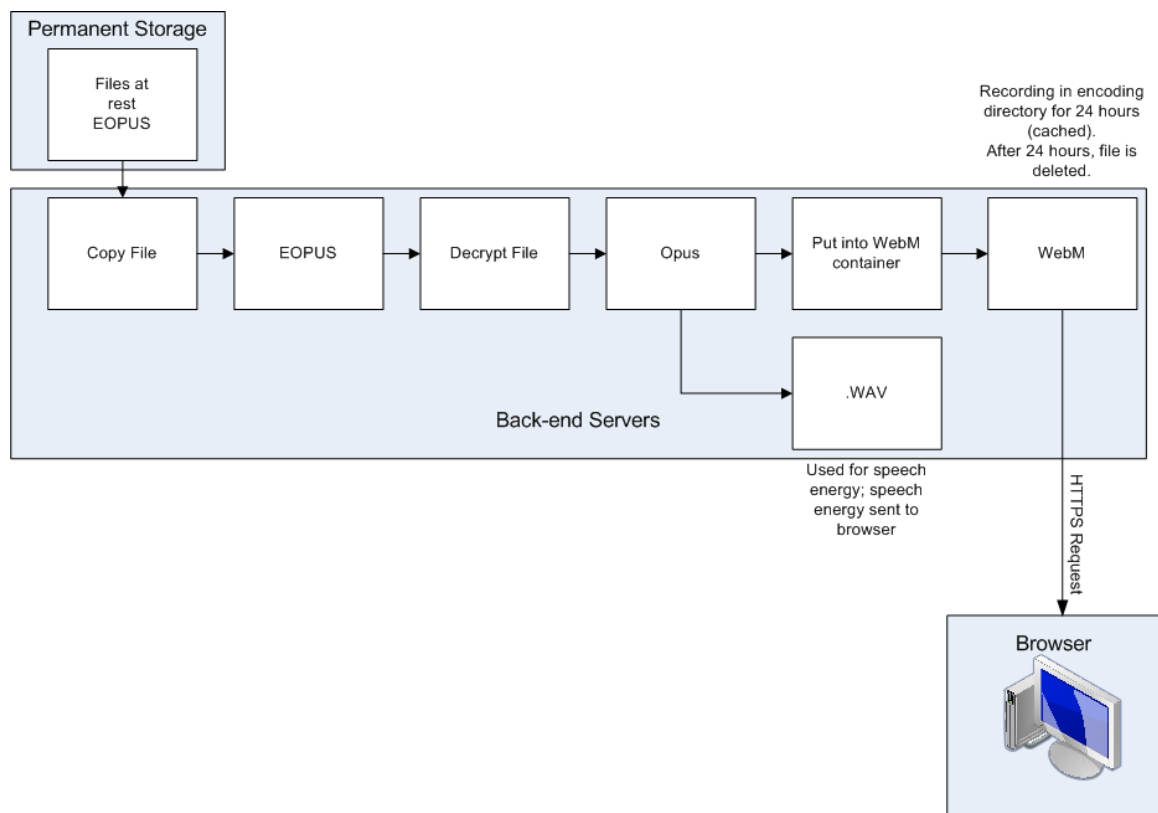 Permanent Storage
Files at
rest
EOPUS
Recording in encoding
directory for 24 hours
(cached).
After 24 hours, file is
deleted.
Copy File
EOPUS
Decrypt File
Opus
Put into WebM
container
WebM
.WAV
Back-end Servers
Used for speech
energy; speech
energy sent to
browser
HTTPS Request
Browser